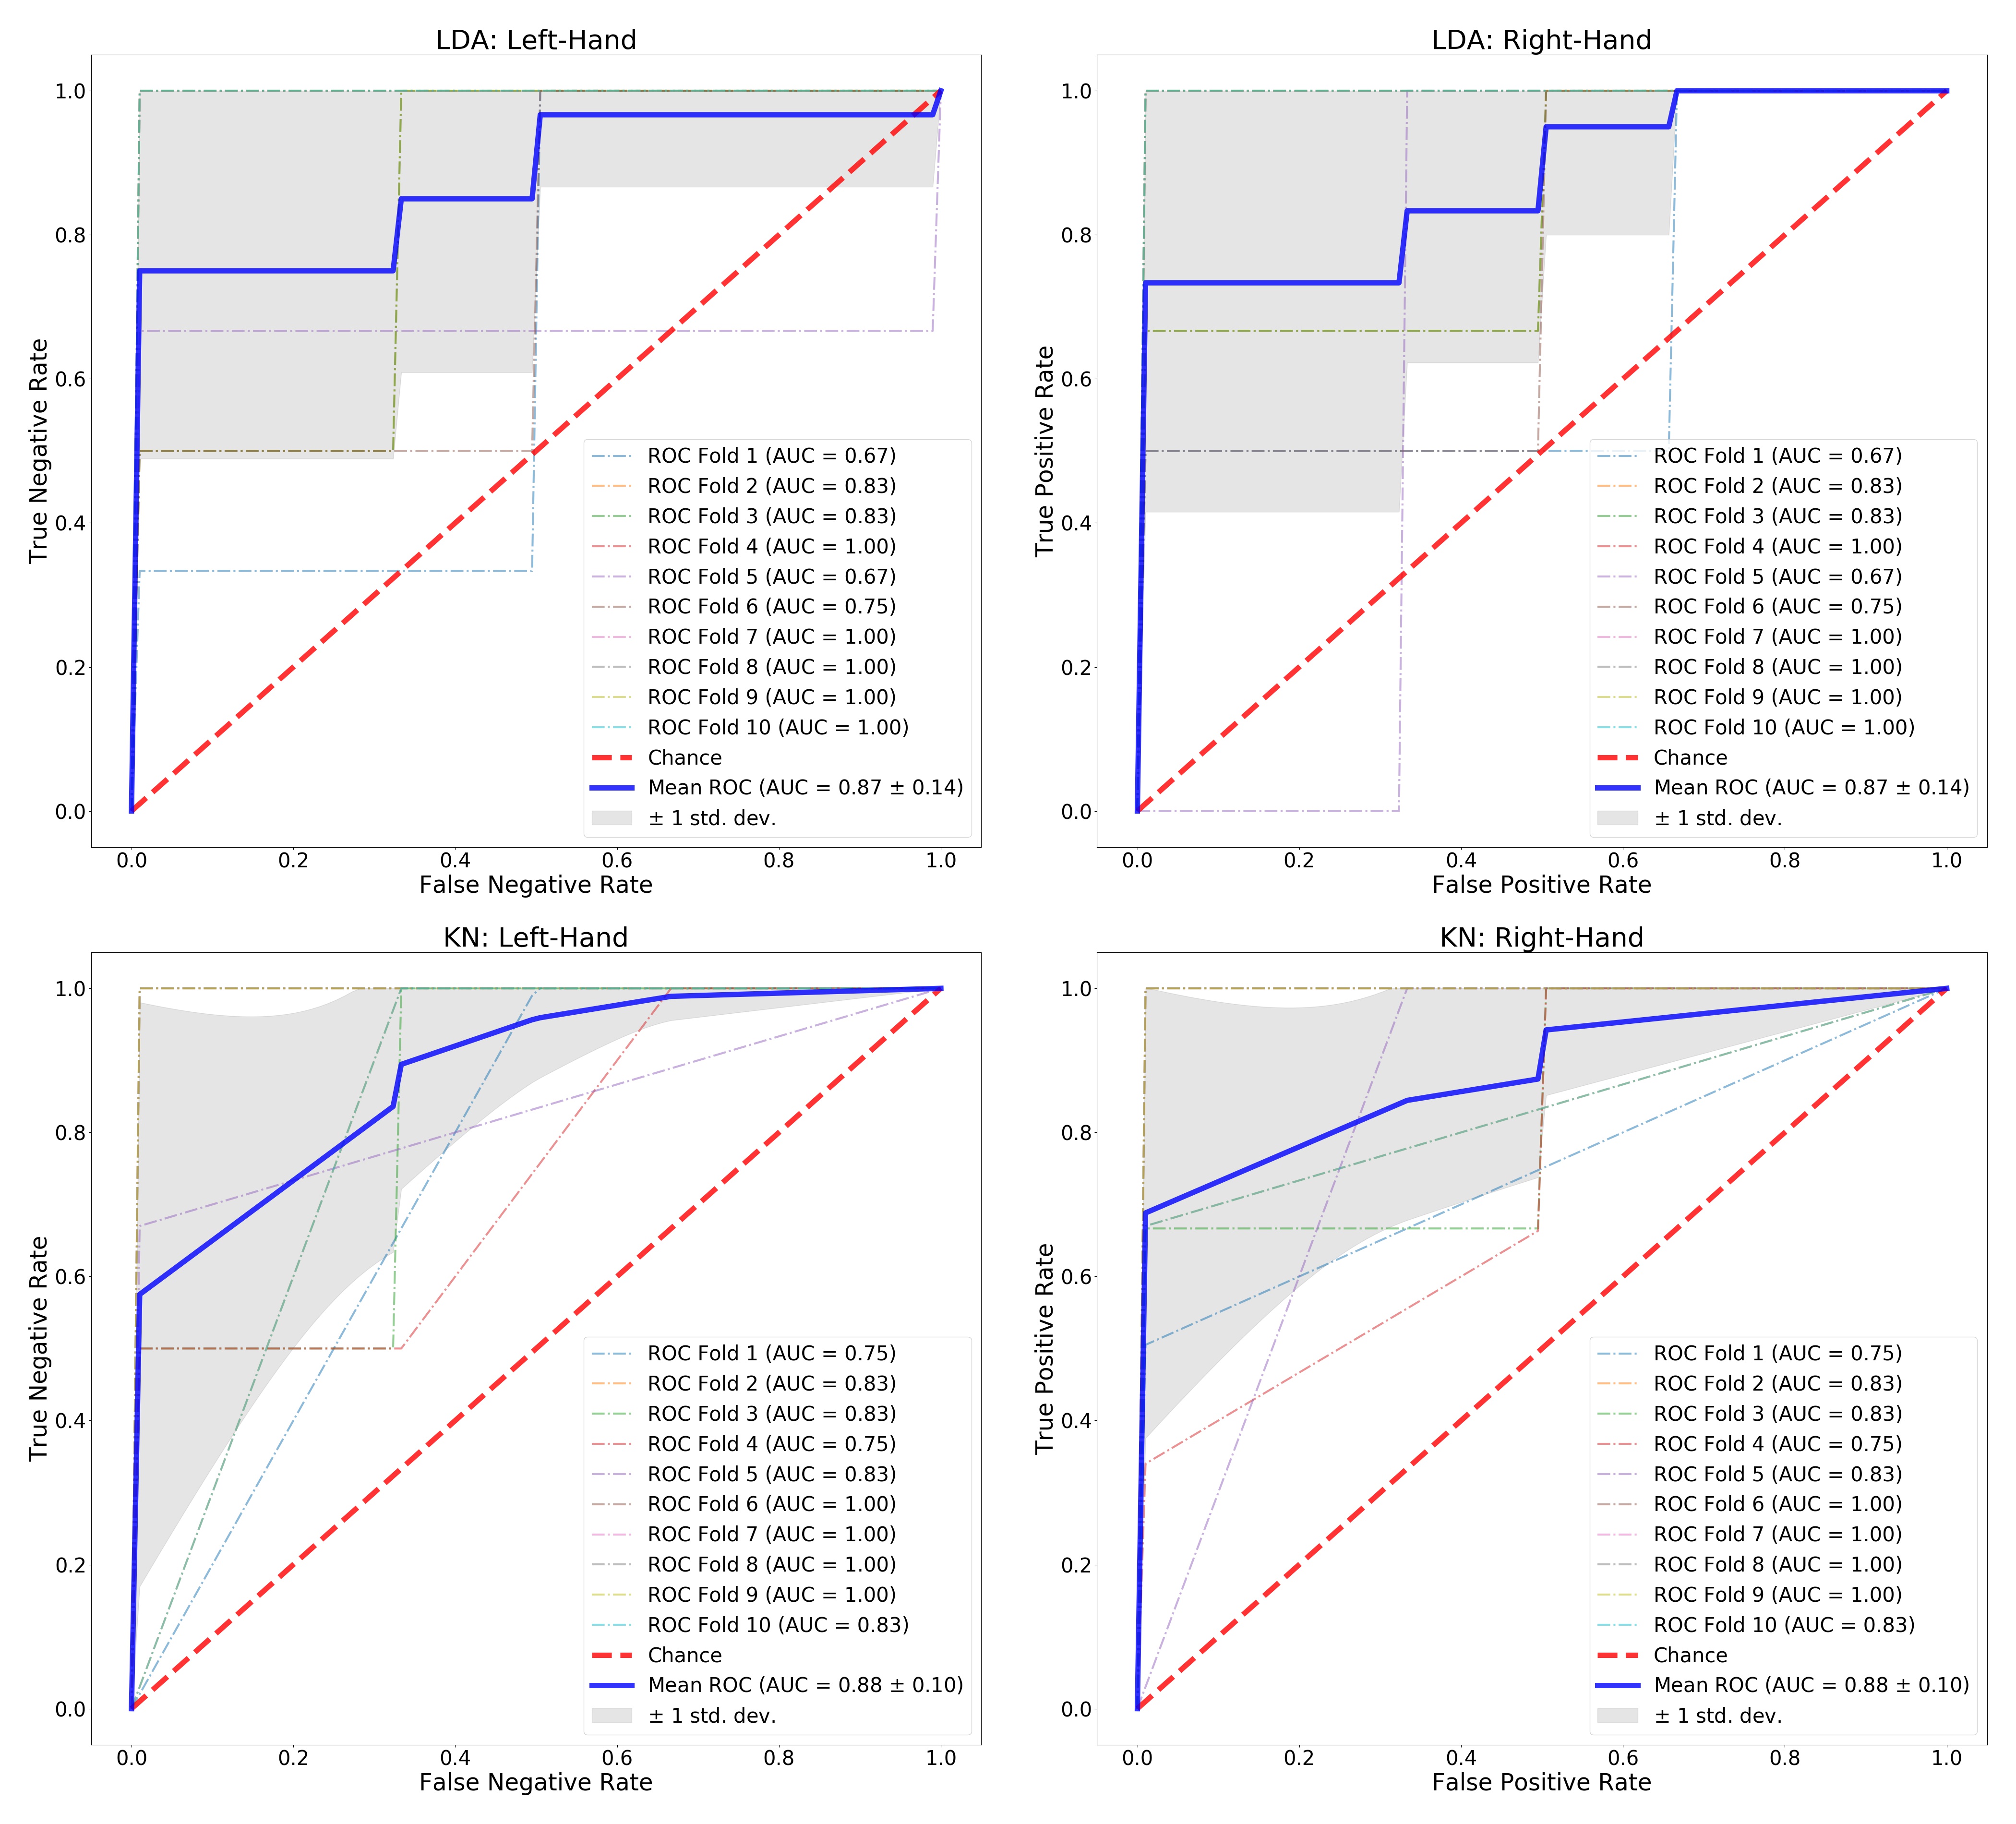 LDA: Left-Hand
True Negative Rate
1.0
0.8
0.6
0.4
0.2
0.0
0.0 0.2 0.4 0.6 0.8 1.0
False Negative Rate
ROC Fold 1 (AUC = 0.67)
ROC Fold 2 (AUC = 0.83)
ROC Fold 3 (AUC = 0.83)
ROC Fold 4 (AUC = 1.00)
ROC Fold 5 (AUC = 0.67)
ROC Fold 6 (AUC = 0.75)
ROC Fold 7 (AUC = 1.00)
ROC Fold 8 (AUC = 1.00)
ROC Fold 9 (AUC = 1.00)
ROC Fold 10 (AUC = 1.00)
Chance
Mean ROC (AUC = 0.87 ± 0.14)
± 1 std. dev.
LDA: Right-Hand
True Positive Rate
1.0
0.8
0.6
0.4
0.2
0.0
0.0 0.2 0.4 0.6 0.8 1.0
False Positive Rate
ROC Fold 1 (AUC = 0.67)
ROC Fold 2 (AUC = 0.83)
ROC Fold 3 (AUC = 0.83)
ROC Fold 4 (AUC = 1.00)
ROC Fold 5 (AUC = 0.67)
ROC Fold 6 (AUC = 0.75)
ROC Fold 7 (AUC = 1.00)
ROC Fold 8 (AUC = 1.00)
ROC Fold 9 (AUC = 1.00)
ROC Fold 10 (AUC = 1.00)
Chance
Mean ROC (AUC = 0.87 ± 0.14)
± 1 std. dev.
KN: Left-Hand
True Negative Rate
1.0
0.8
0.6
0.4
0.2
0.0
0.0 0.2 0.4 0.6 0.8 1.0
False Negative Rate
ROC Fold 1 (AUC = 0.75)
ROC Fold 2 (AUC = 0.83)
ROC Fold 3 (AUC = 0.83)
ROC Fold 4 (AUC = 0.75)
ROC Fold 5 (AUC = 0.83)
ROC Fold 6 (AUC = 1.00)
ROC Fold 7 (AUC = 1.00)
ROC Fold 8 (AUC = 1.00)
ROC Fold 9 (AUC = 1.00)
ROC Fold 10 (AUC = 0.83)
Chance
Mean ROC (AUC = 0.88 ± 0.10)
± 1 std. dev.
KN: Right-Hand
True Positive Rate
1.0
0.8
0.6
0.4
0.2
0.0
0.0 0.2 0.4 0.6 0.8 1.0
False Positive Rate
ROC Fold 1 (AUC = 0.75)
ROC Fold 2 (AUC = 0.83)
ROC Fold 3 (AUC = 0.83)
ROC Fold 4 (AUC = 0.75)
ROC Fold 5 (AUC = 0.83)
ROC Fold 6 (AUC = 1.00)
ROC Fold 7 (AUC = 1.00)
ROC Fold 8 (AUC = 1.00)
ROC Fold 9 (AUC = 1.00)
ROC Fold 10 (AUC = 0.83)
Chance
Mean ROC (AUC = 0.88 ± 0.10)
± 1 std. dev.